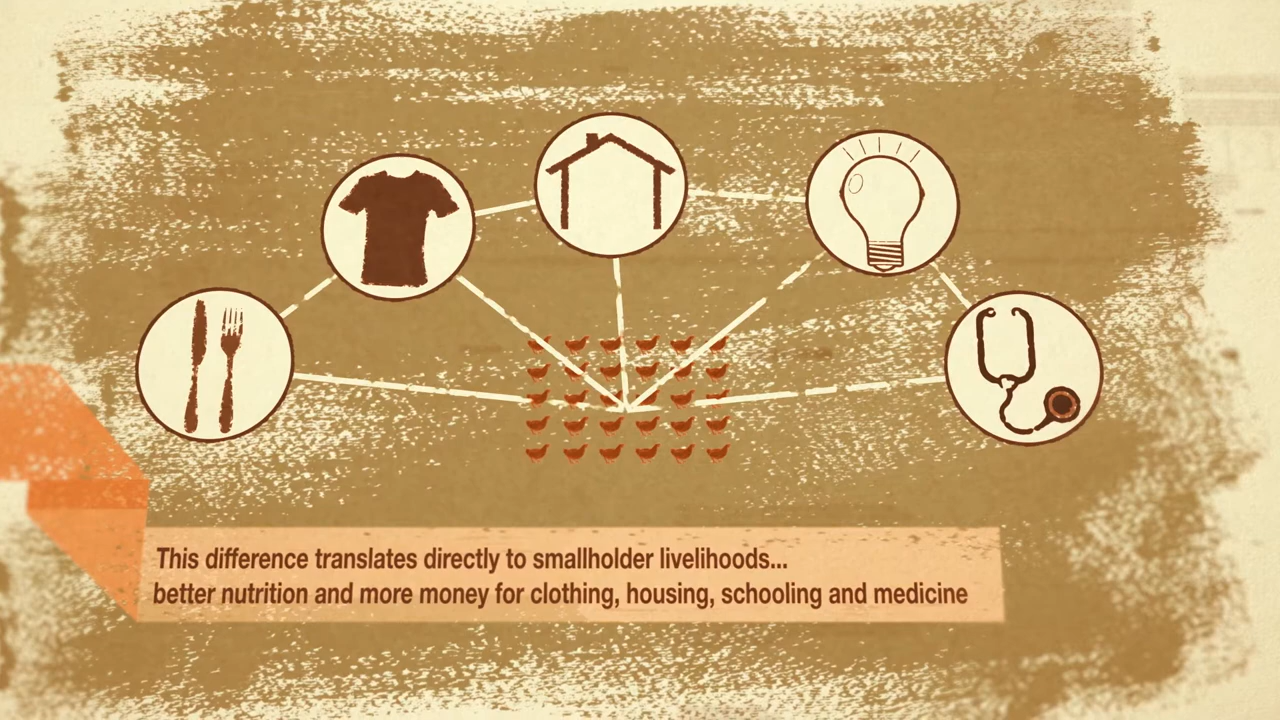 This difference translates directly to smallholder livelihoods...
better nutrition and more money for clothing, housing, schooling and medicine